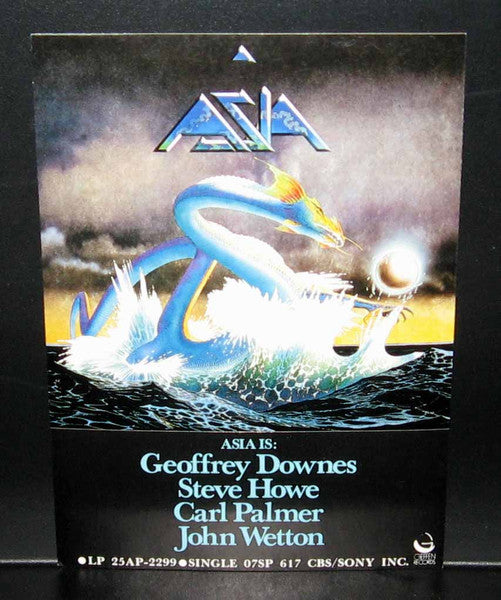 ASIA
ASIA IS:
Geoffrey Downes
Steve Howe
Carl Palmer
John Wetton
GEFFEN
RECORDS
●LP 25AP-2299●SINGLE 07SP 617 CBS/SONY INC.